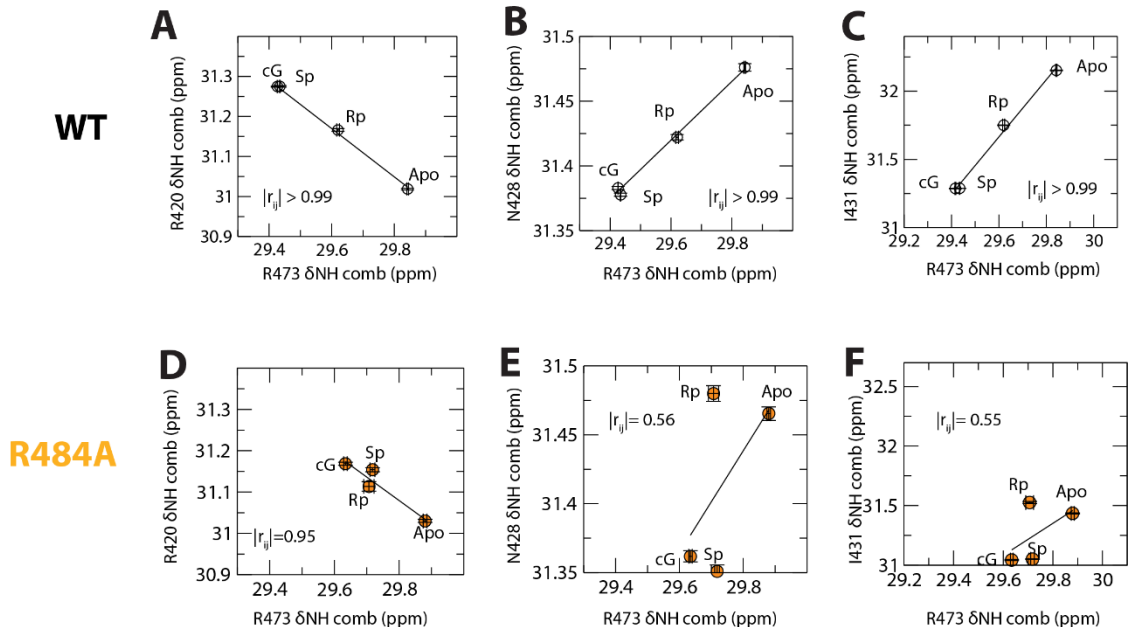 A
B
C
WT
R420 δNH comb (ppm)
31.3
31.2
31.1
31
30.9
cG
Sp
Rp
Apo
|rij| > 0.99
29.4
29.6
29.8
R473 δNH comb (ppm)
N428 δNH comb (ppm)
31.5
31.45
31.4
31.35
Apo
Rp
cG
Sp
|rij| > 0.99
29.4
29.6
29.8
R473 δNH comb (ppm)
I431 δNH comb (ppm)
32
31.5
31
Apo
Rp
cG
Sp
|rij| > 0.99
29.2
29.4
29.6
29.8
30
R473 δNH comb (ppm)
D
E
F
R484A
R420 δNH comb (ppm)
31.3
31.2
31.1
31
30.9
cG
Sp
Rp
Apo
|rij|=0.95
29.4
29.6
29.8
R473 δNH comb (ppm)
N428 δNH comb (ppm)
31.5
31.45
31.4
31.35
Rp
Apo
|rij|= 0.56
cG
Sp
29.4
29.6
29.8
R473 δNH comb (ppm)
I431 δNH comb (ppm)
32.5
32
31.5
31
|rij|= 0.55
Rp
Apo
cG
Sp
29.2
29.4
29.6
29.8
30
R473 δNH comb (ppm)